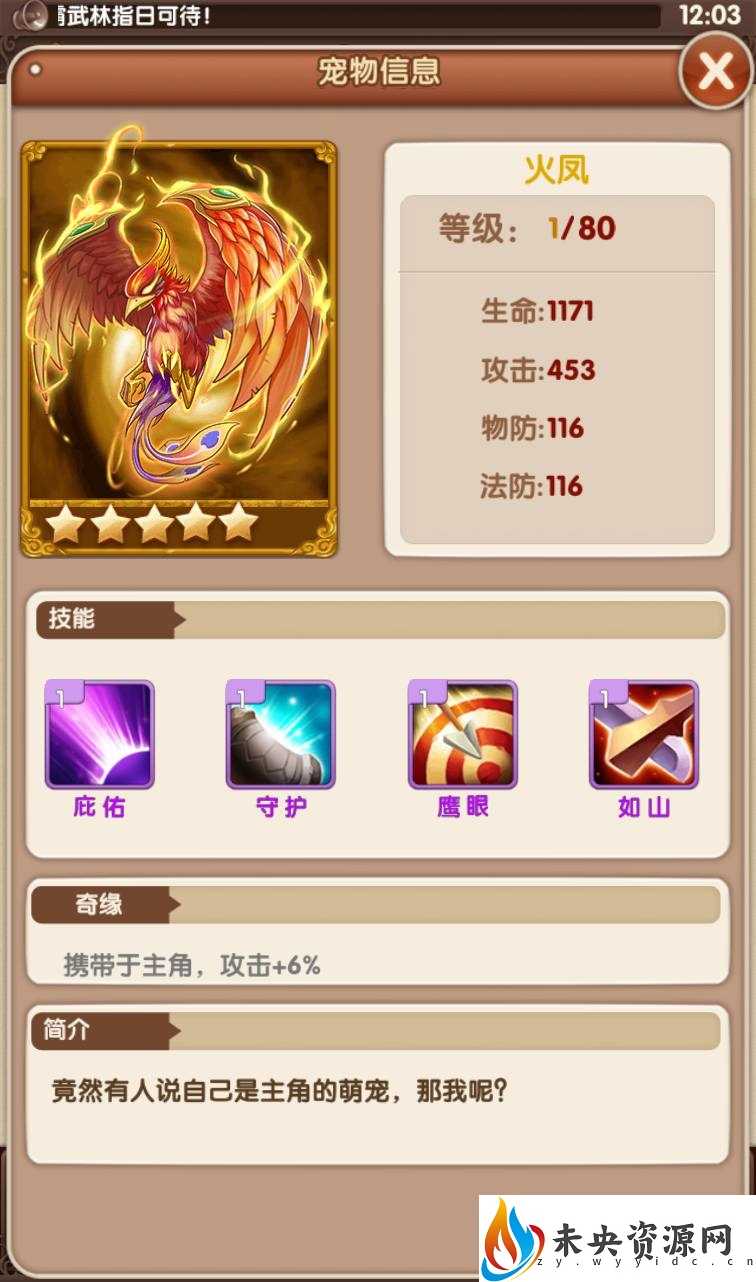 霸武林指日可待！
12:03
宠物信息
火凤
等级：1/80
生命:1171
攻击:453
物防:116
法防:116
技能
1 1 1 1
庇佑 守护 鹰眼 如山
奇缘
携带于主角，攻击+6%
简介
竟然有人说自己是主角的萌宠，那我呢？
未央资源网
zy.wyyidc.cn